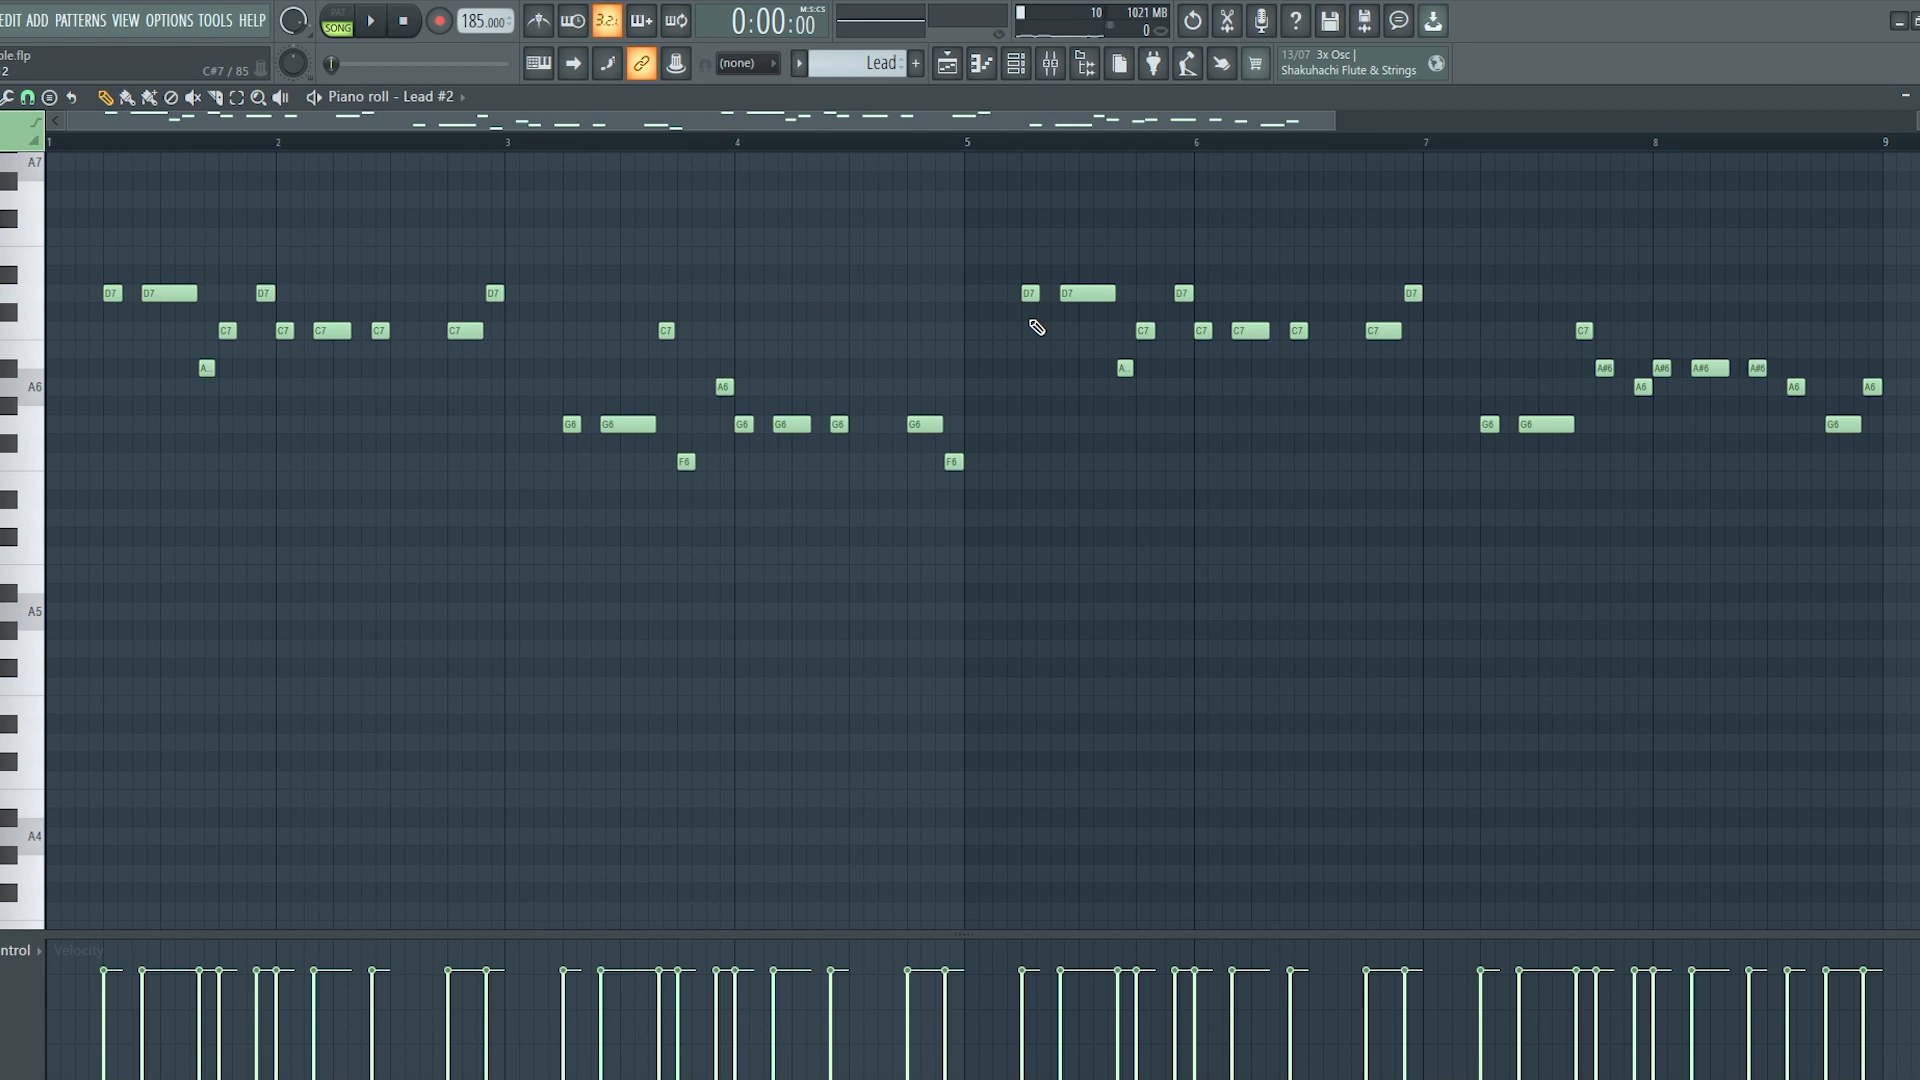 EDIT ADD PATTERNS VIEW OPTIONS TOOLS HELP
PAT
SONG
185.000
3.2.
0:00:00
M:S:CS
10
1021 MB
0
ple.flp
2
C#7 / 85
(none)
Lead
+
13/07 3x Osc |
Shakuhachi Flute & Strings
Piano roll - Lead #2
1 2 3 4 5 6 7 8 9
A7
D7 D7 D7 D7 D7 D7 D7 D7
C7 C7 C7 C7 C7 C7 C7 C7 C7 C7 C7 C7
A.. A.. A#6 A#6 A#6 A#6
A6 A6 A6 A6 A6
G6 G6 G6 G6 G6 G6 G6 G6 G6
F6 F6
A5
A4
ntrol
Velocity